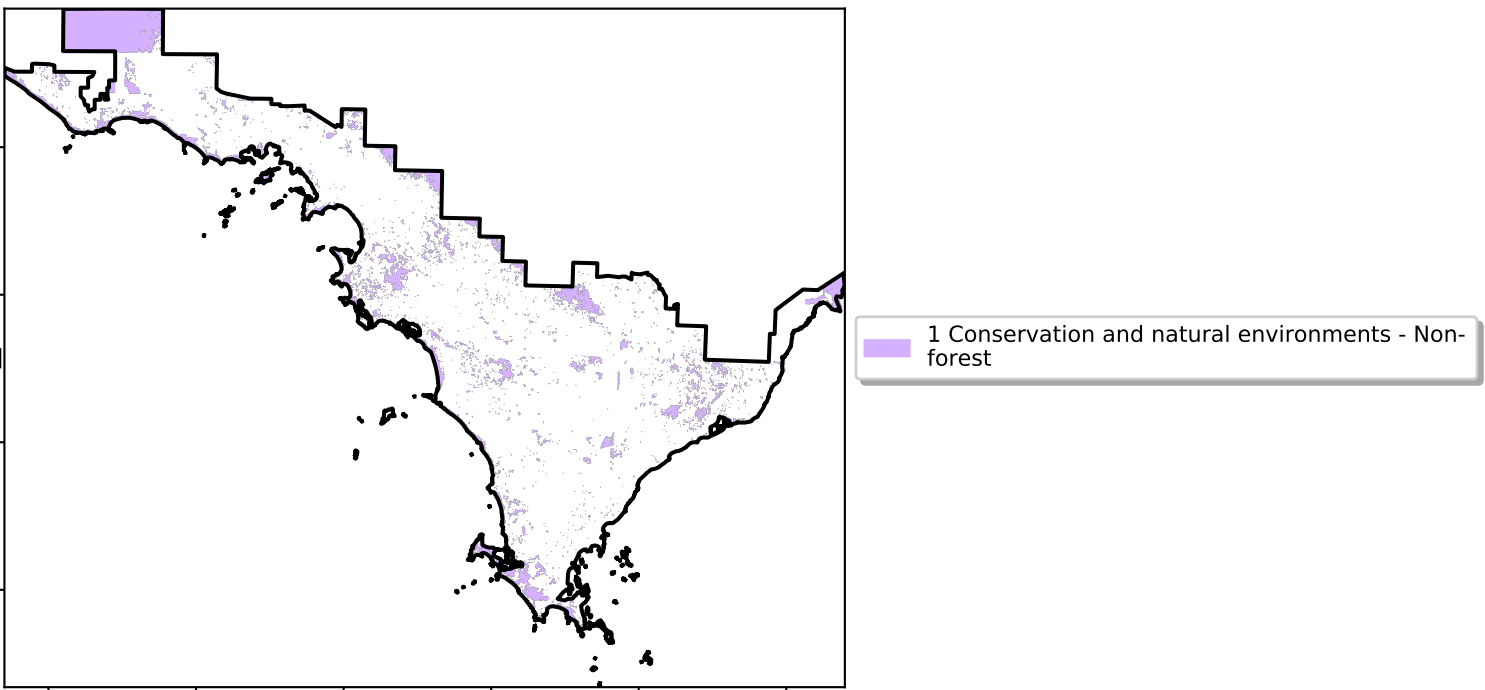 1 Conservation and natural environments - Non-
forest